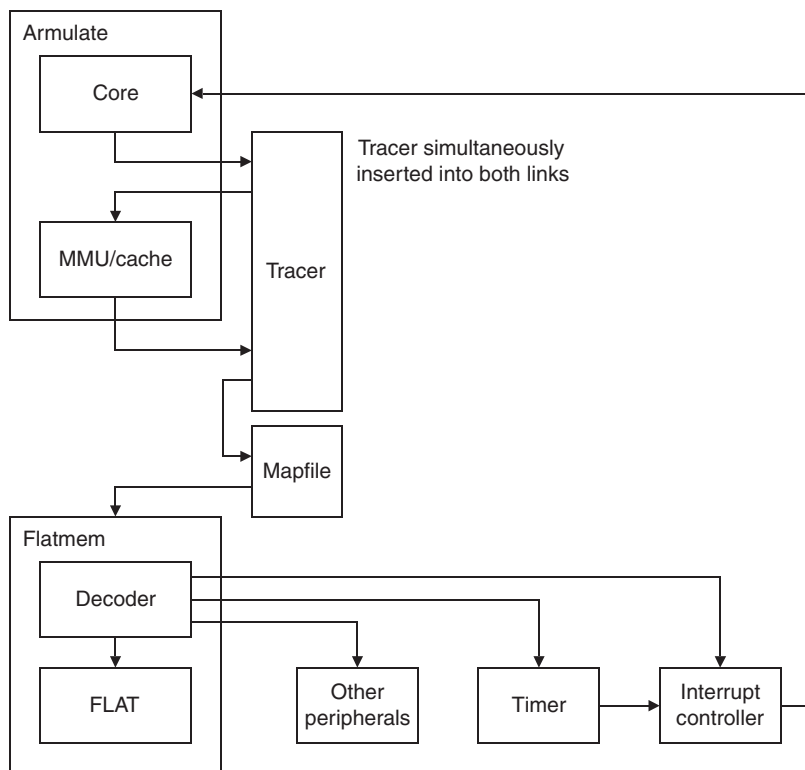 Armulate
Core
Tracer simultaneously
inserted into both links
MMU/cache
Tracer
Mapfile
Flatmem
Decoder
FLAT
Other
peripherals
Timer
Interrupt
controller